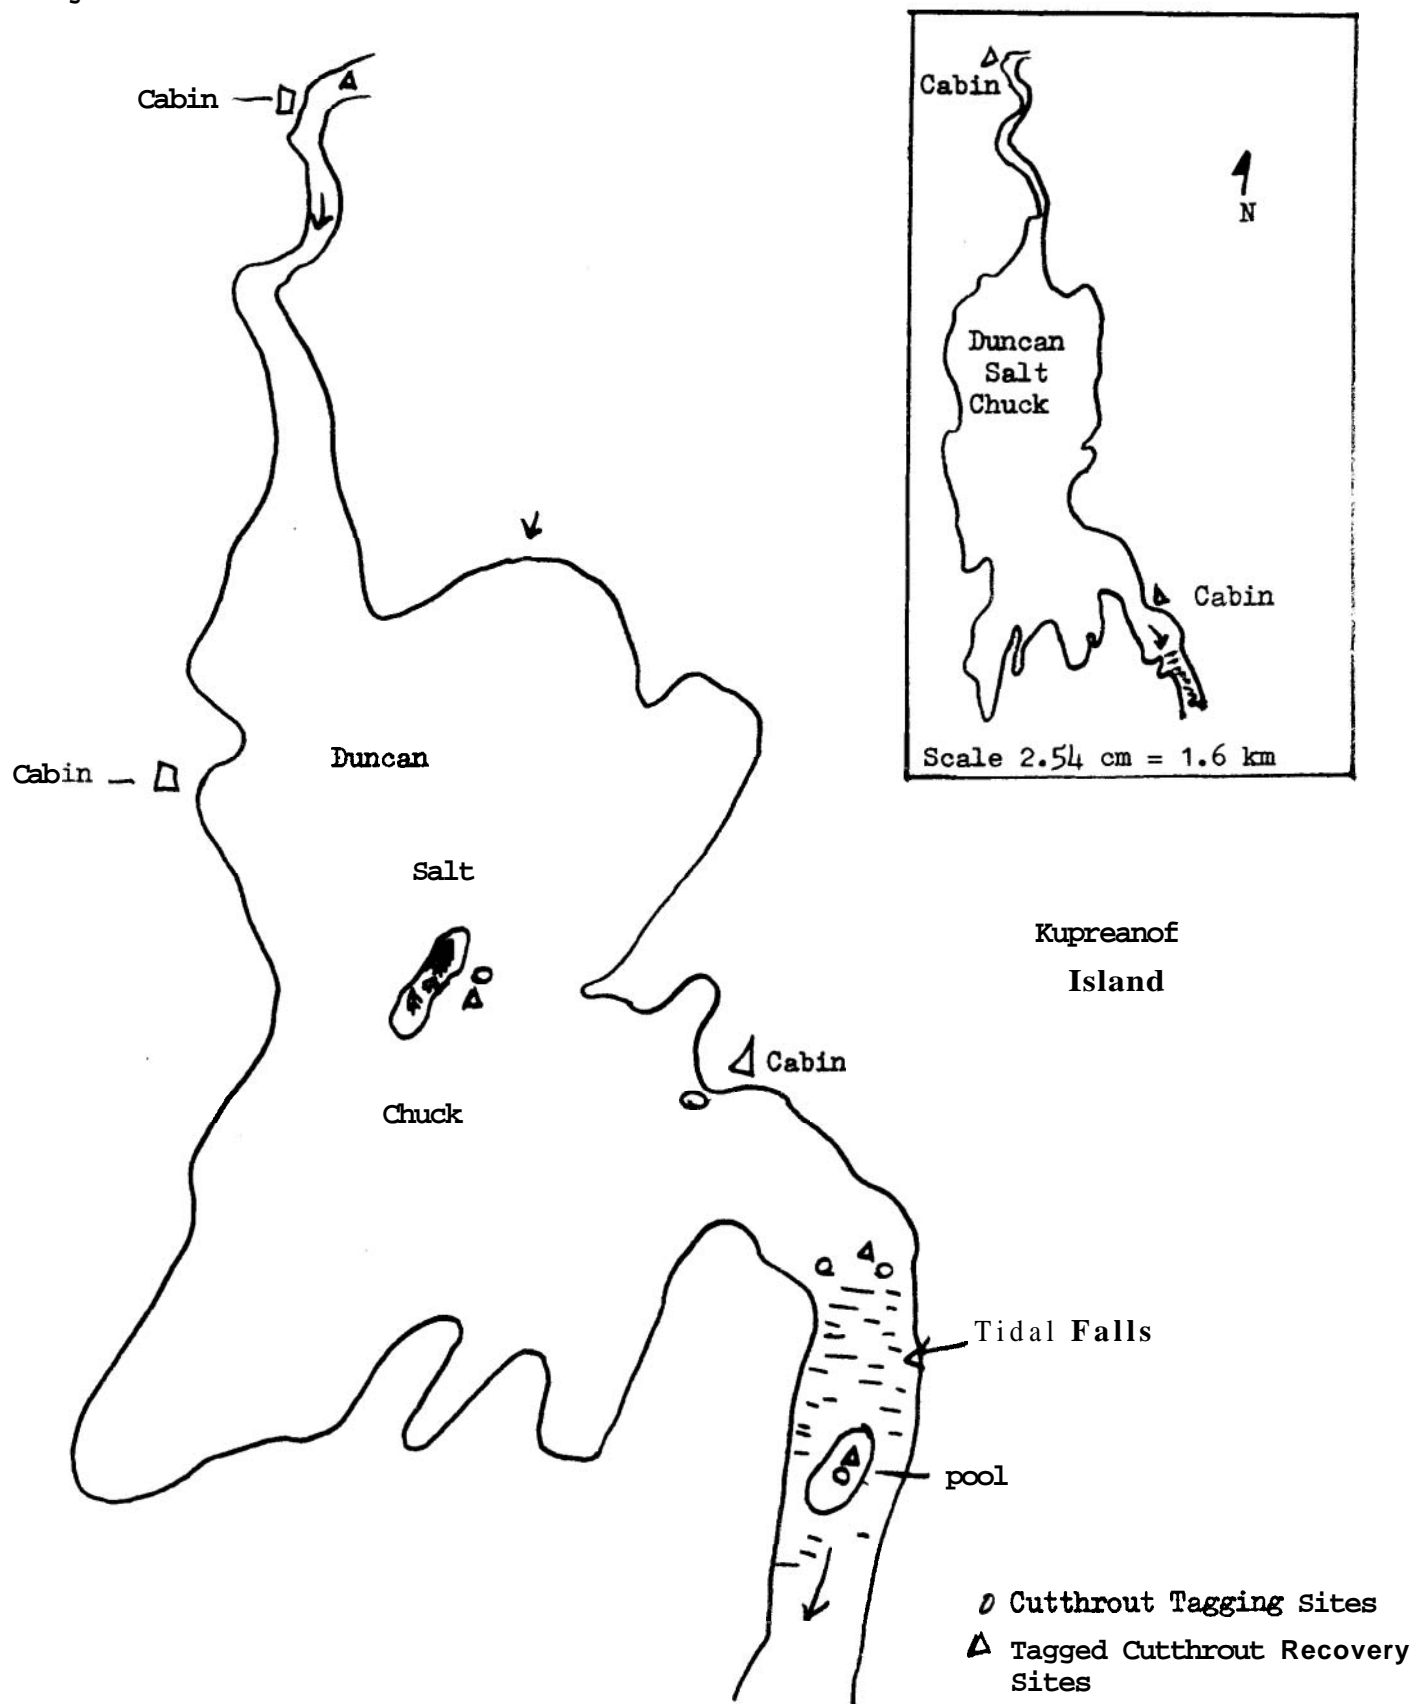 Cabin
Cabin
N
Duncan
Salt
Chuck
Cabin
Scale 2.54 cm = 1.6 km
Cabin
Duncan
Salt
Kupreanof
Island
Cabin
Chuck
Tidal Falls
pool
Cutthrout Tagging Sites
Tagged Cutthrout Recovery
Sites